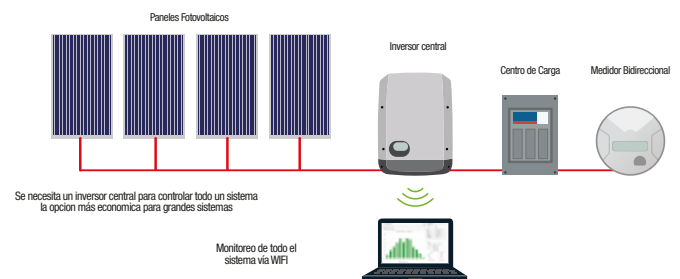 Paneles Fotovoltaicos
Inversor central
Centro de Carga
Medidor Bidireccional
Se necesita un inversor central para controlar todo un sistema
la opcion más economica para grandes sistemas
Monitoreo de todo el
sistema vía WIFI